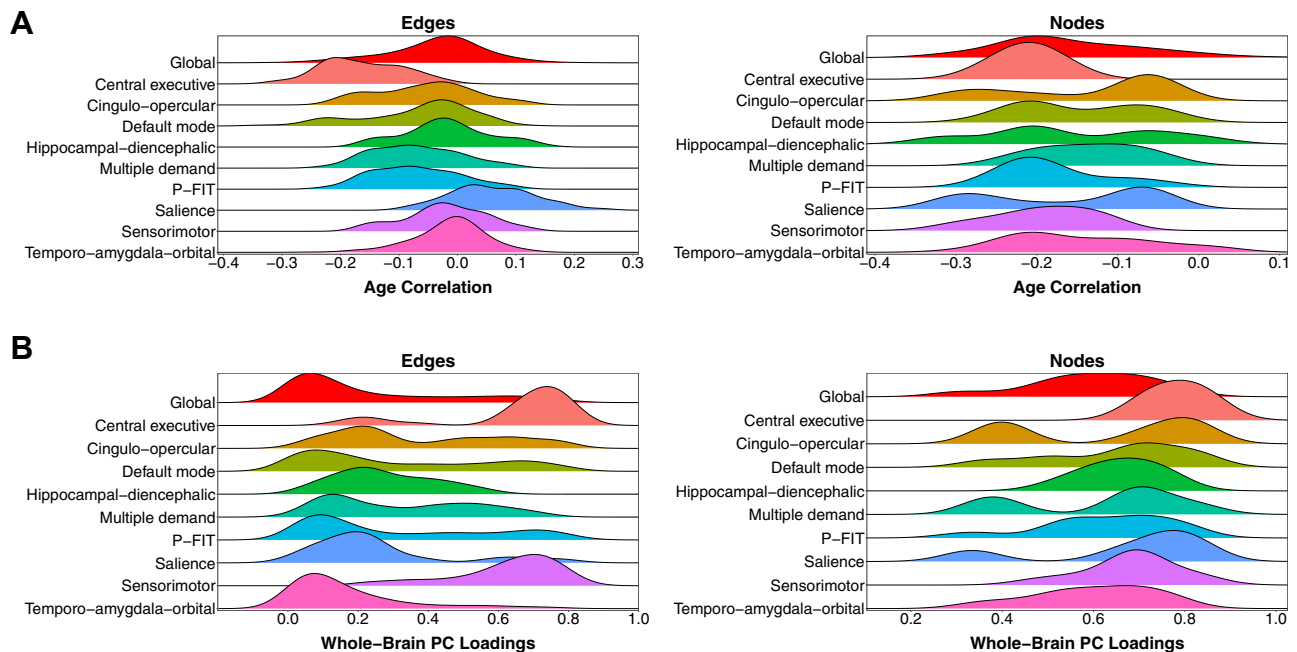 A
Edges
Global
Central executive
Cingulo−opercular
Default mode
Hippocampal−diencephalic
Multiple demand
P−FIT
Salience
Sensorimotor
Temporo−amygdala−orbital
−0.4 −0.3 −0.2 −0.1 0.0 0.1 0.2 0.3
Age Correlation
Nodes
Global
Central executive
Cingulo−opercular
Default mode
Hippocampal−diencephalic
Multiple demand
P−FIT
Salience
Sensorimotor
Temporo−amygdala−orbital
−0.4 −0.3 −0.2 −0.1 0.0 0.1
Age Correlation
B
Edges
Global
Central executive
Cingulo−opercular
Default mode
Hippocampal−diencephalic
Multiple demand
P−FIT
Salience
Sensorimotor
Temporo−amygdala−orbital
0.0 0.2 0.4 0.6 0.8 1.0
Whole−Brain PC Loadings
Nodes
Global
Central executive
Cingulo−opercular
Default mode
Hippocampal−diencephalic
Multiple demand
P−FIT
Salience
Sensorimotor
Temporo−amygdala−orbital
0.2 0.4 0.6 0.8 1.0
Whole−Brain PC Loadings